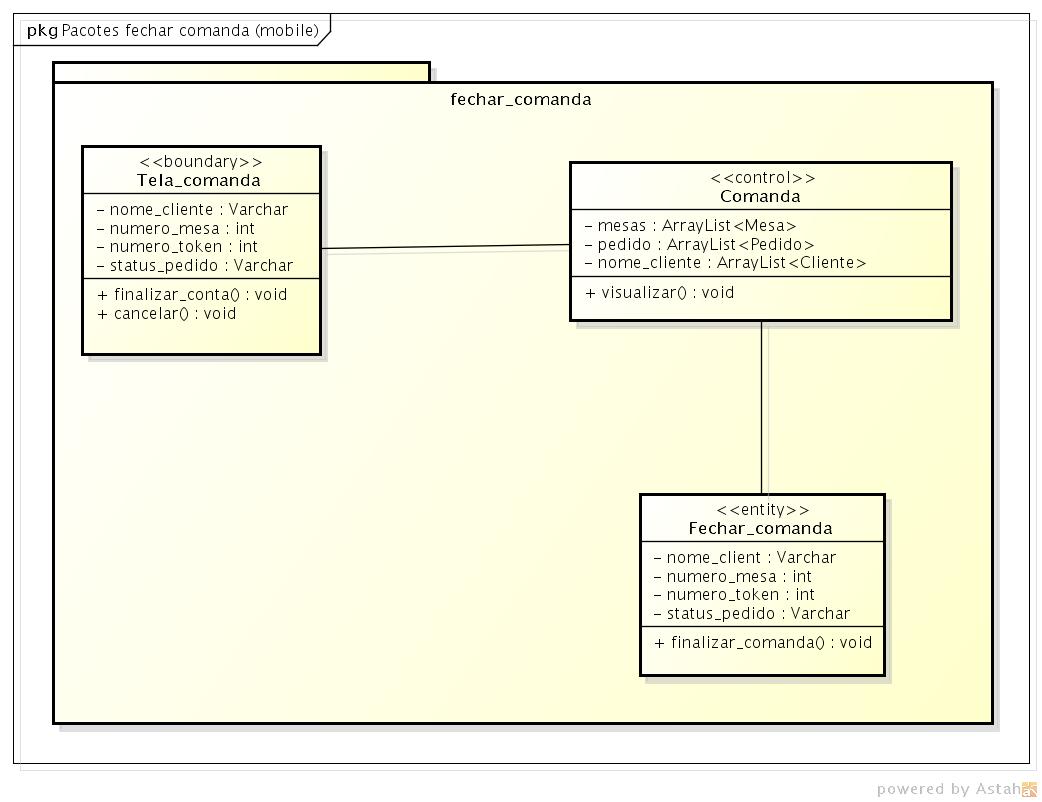 pkg Pacotes fechar comanda (mobile)
fechar_comanda
<<boundary>>
Tela_comanda
- nome_cliente : Varchar
- numero_mesa : int
- numero_token : int
- status_pedido : Varchar
+ finalizar_conta() : void
+ cancelar() : void
<<control>>
Comanda
- mesas : ArrayList<Mesa>
- pedido : ArrayList<Pedido>
- nome_cliente : ArrayList<Cliente>
+ visualizar() : void
<<entity>>
Fechar_comanda
- nome_client : Varchar
- numero_mesa : int
- numero_token : int
- status_pedido : Varchar
+ finalizar_comanda() : void
powered by Astah